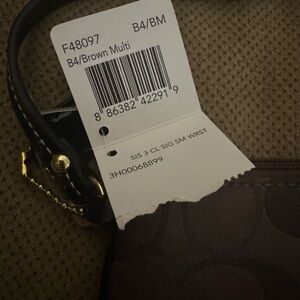 F48097 B4/BM
B4/Brown Multi
8 86382 42291 9
SIS 3 CL SIG SM WRST
3H00068899